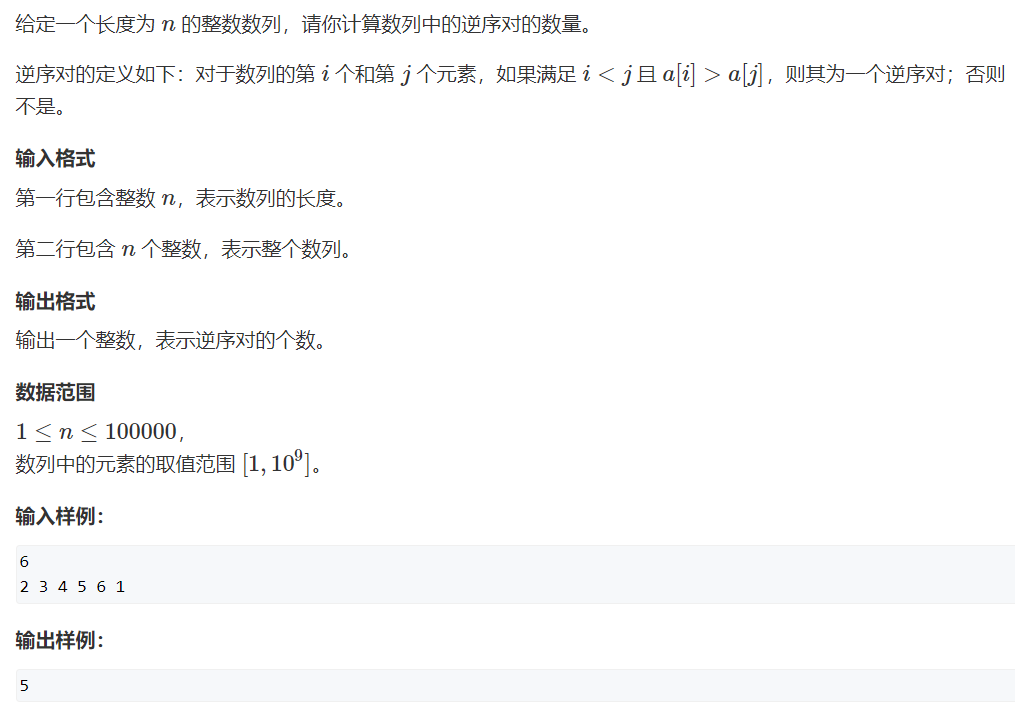 给定一个长度为 n 的整数数列，请你计算数列中的逆序对的数量。
逆序对的定义如下：对于数列的第 i 个和第 j 个元素，如果满足 i < j 且 a[i] > a[j]，则其为一个逆序对；否则
不是。
输入格式
第一行包含整数 n，表示数列的长度。
第二行包含 n 个整数，表示整个数列。
输出格式
输出一个整数，表示逆序对的个数。
数据范围
1 ≤ n ≤ 100000，
数列中的元素的取值范围 [1, 10⁹]。
输入样例：
6
2 3 4 5 6 1
输出样例：
5